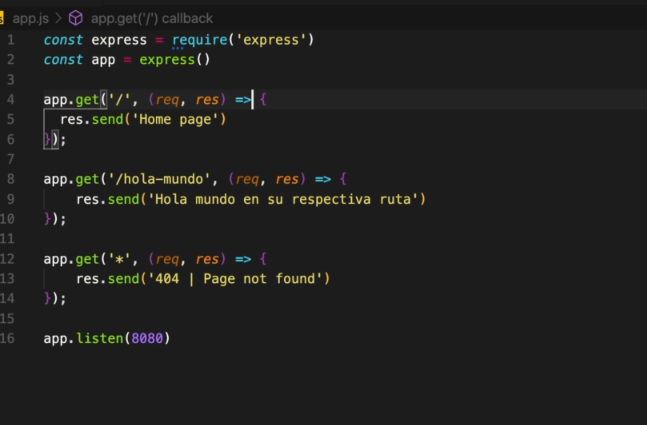 app.js > app.get('/') callback
1 const express = require('express')
2 const app = express()
3
4 app.get('/', (req, res) => {
5 res.send('Home page')
6 });
7
8 app.get('/hola-mundo', (req, res) => {
9 res.send('Hola mundo en su respectiva ruta')
10 });
11
12 app.get('*', (req, res) => {
13 res.send('404 | Page not found')
14 });
15
16 app.listen(8080)